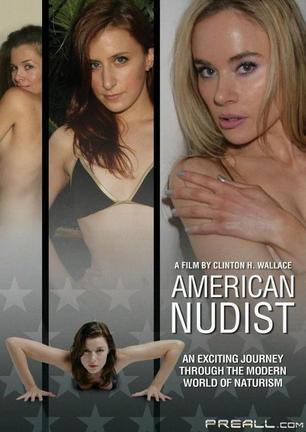 A FILM BY CLINTON H. WALLACE
AMERICAN
NUDIST
AN EXCITING JOURNEY
THROUGH THE MODERN
WORLD OF NATURISM
PREALL.COM